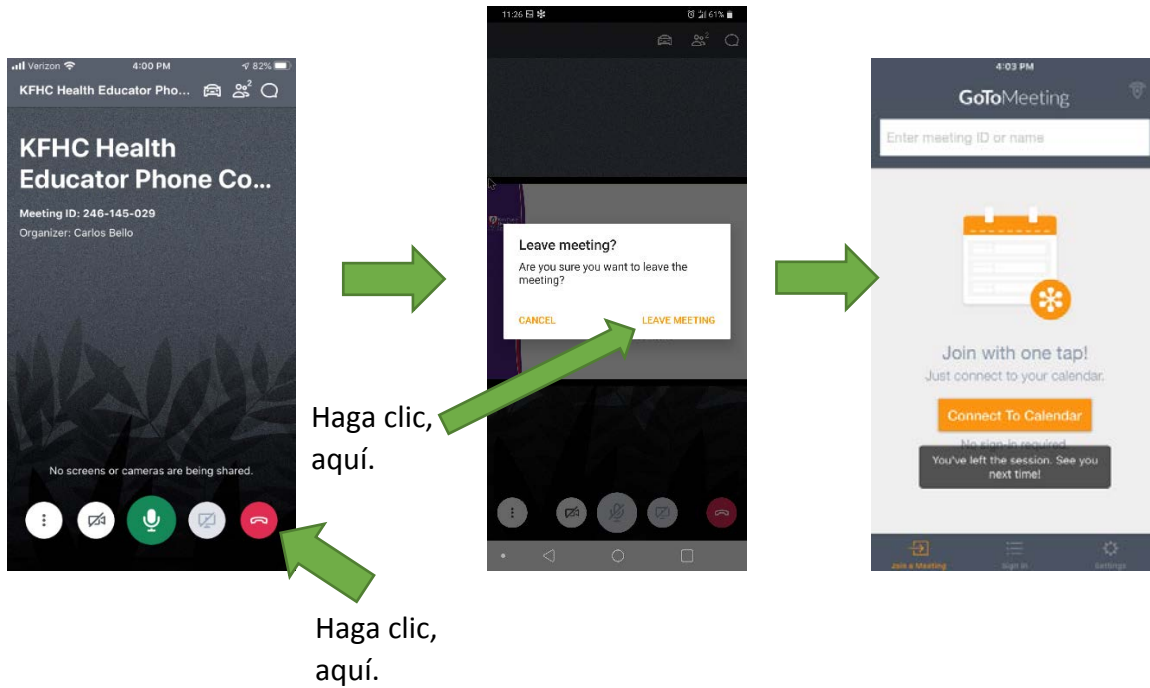 Verizon 4:00 PM 82%
KFHC Health Educator Pho... 2
KFHC Health
Educator Phone Co...
Meeting ID: 246-145-029
Organizer: Carlos Bello
No screens or cameras are being shared.
Haga clic,
aquí.
11:26 61%
2
Leave meeting?
Are you sure you want to leave the
meeting?
CANCEL LEAVE MEETING
Haga clic,
aquí.
4:03 PM
GoToMeeting
Enter meeting ID or name
Join with one tap!
Just connect to your calendar.
Connect To Calendar
No sign-in required.
You've left the session. See you
next time!
Join a Meeting Sign In Settings